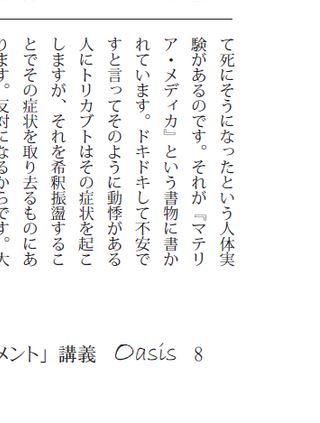 て死にそうになったという人体実
験があるのです。それが『マテリ
ア・メディカ』という書物に書か
れています。ドキドキして不安で
すと言ってそのように動悸がある
人にトリカブトはその症状を起こ
しますが、それを希釈振盪するこ
とでその症状を取り去るものにあ
ります。反対になるからです。大
メント」講義 Oasis 8